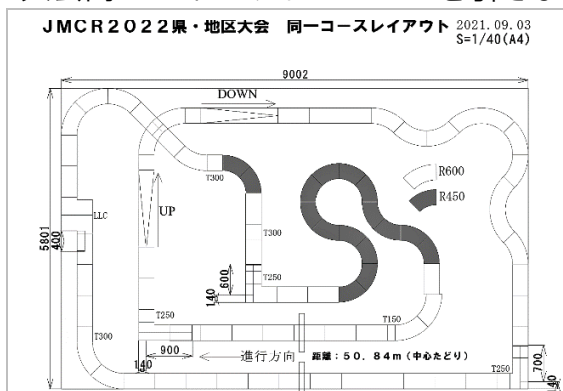 JMCR2022県・地区大会 同一コースレイアウト 2021.09.03
S=1/40(A4)
9002
DOWN
R600
R450
T300
UP
LLC
T300
5801
400
600
140
T250
T250
T150
T300
900
進行方向
距離：50.84m（中心たどり）
140
T250
700